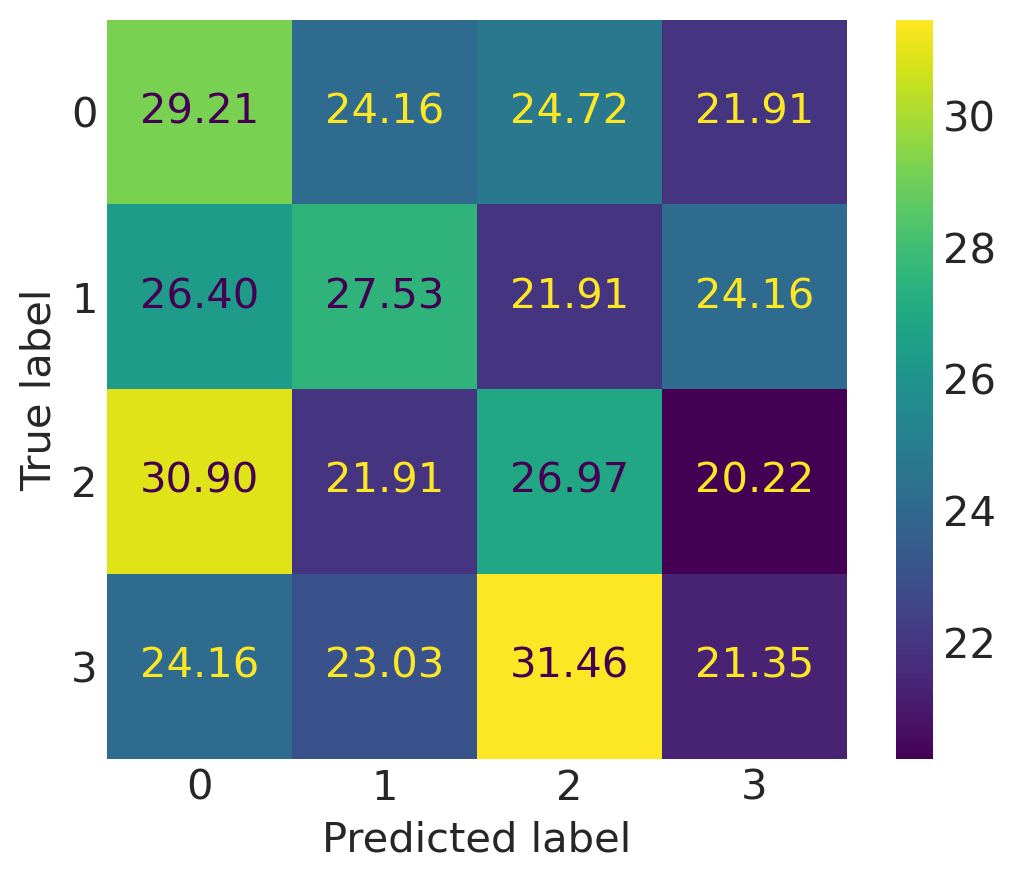 0 29.21 24.16 24.72 21.91
1 26.40 27.53 21.91 24.16
2 30.90 21.91 26.97 20.22
3 24.16 23.03 31.46 21.35
0 1 2 3
Predicted label
True label
30
28
26
24
22